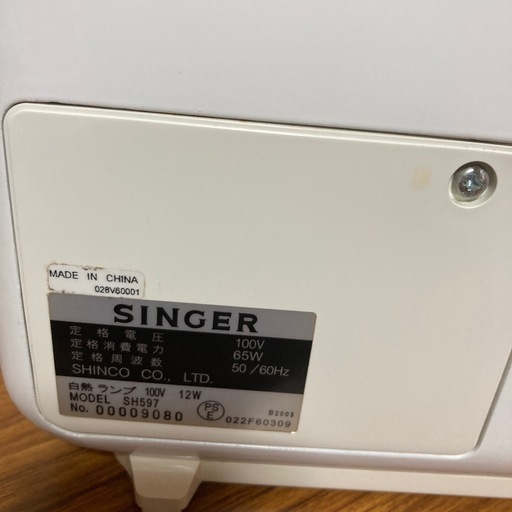 MADE IN CHINA
028V60001
SINGER
定格電圧 100V
定格消費電力 65W
定格周波数 50/60Hz
SHINCO CO., LTD.
白熱ランプ 100V 12W
MODEL SH597
No. 00009080 PSE 022F60309 B2003